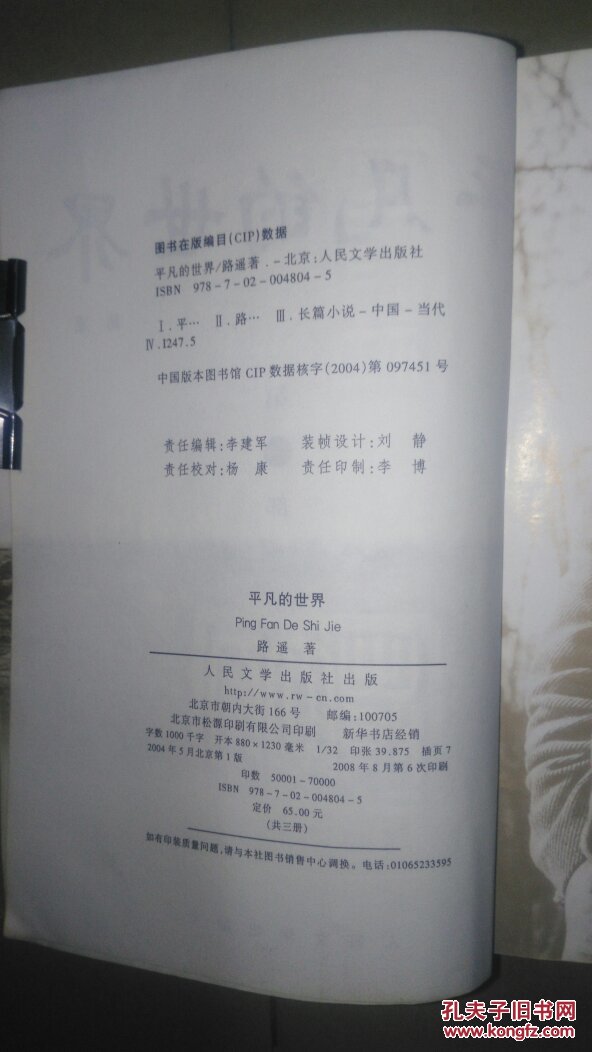 图书在版编目(CIP)数据
平凡的世界/路遥著.-北京:人民文学出版社
ISBN 978-7-02-004804-5
Ⅰ.平… Ⅱ.路… Ⅲ.长篇小说-中国-当代
Ⅳ.I247.5
中国版本图书馆CIP数据核字(2004)第097451号
责任编辑:李建军 装帧设计:刘 静
责任校对:杨 康 责任印制:李 博
平凡的世界
Ping Fan De Shi Jie
路遥 著
人民文学出版社出版
http://www.rw-cn.com
北京市朝内大街166号 邮编:100705
北京市松源印刷有限公司印刷 新华书店经销
字数1000千字 开本880×1230毫米 1/32 印张39.875 插页7
2004年5月北京第1版 2008年8月第6次印刷
印数 50001-70000
ISBN 978-7-02-004804-5
定价 65.00元
(共三册)
如有印装质量问题,请与本社图书销售中心调换。电话:01065233595
孔夫子旧书网
www.kongfz.com